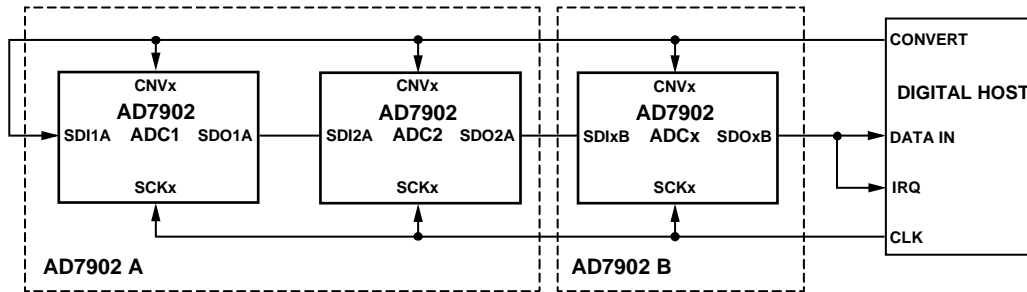 CONVERT
CNVx
CNVx
CNVx
AD7902
AD7902
AD7902
DIGITAL HOST
SDI1A ADC1 SDO1A
SDI2A ADC2 SDO2A
SDIxB ADCx SDOxB
DATA IN
SCKx
SCKx
SCKx
IRQ
CLK
AD7902 A
AD7902 B